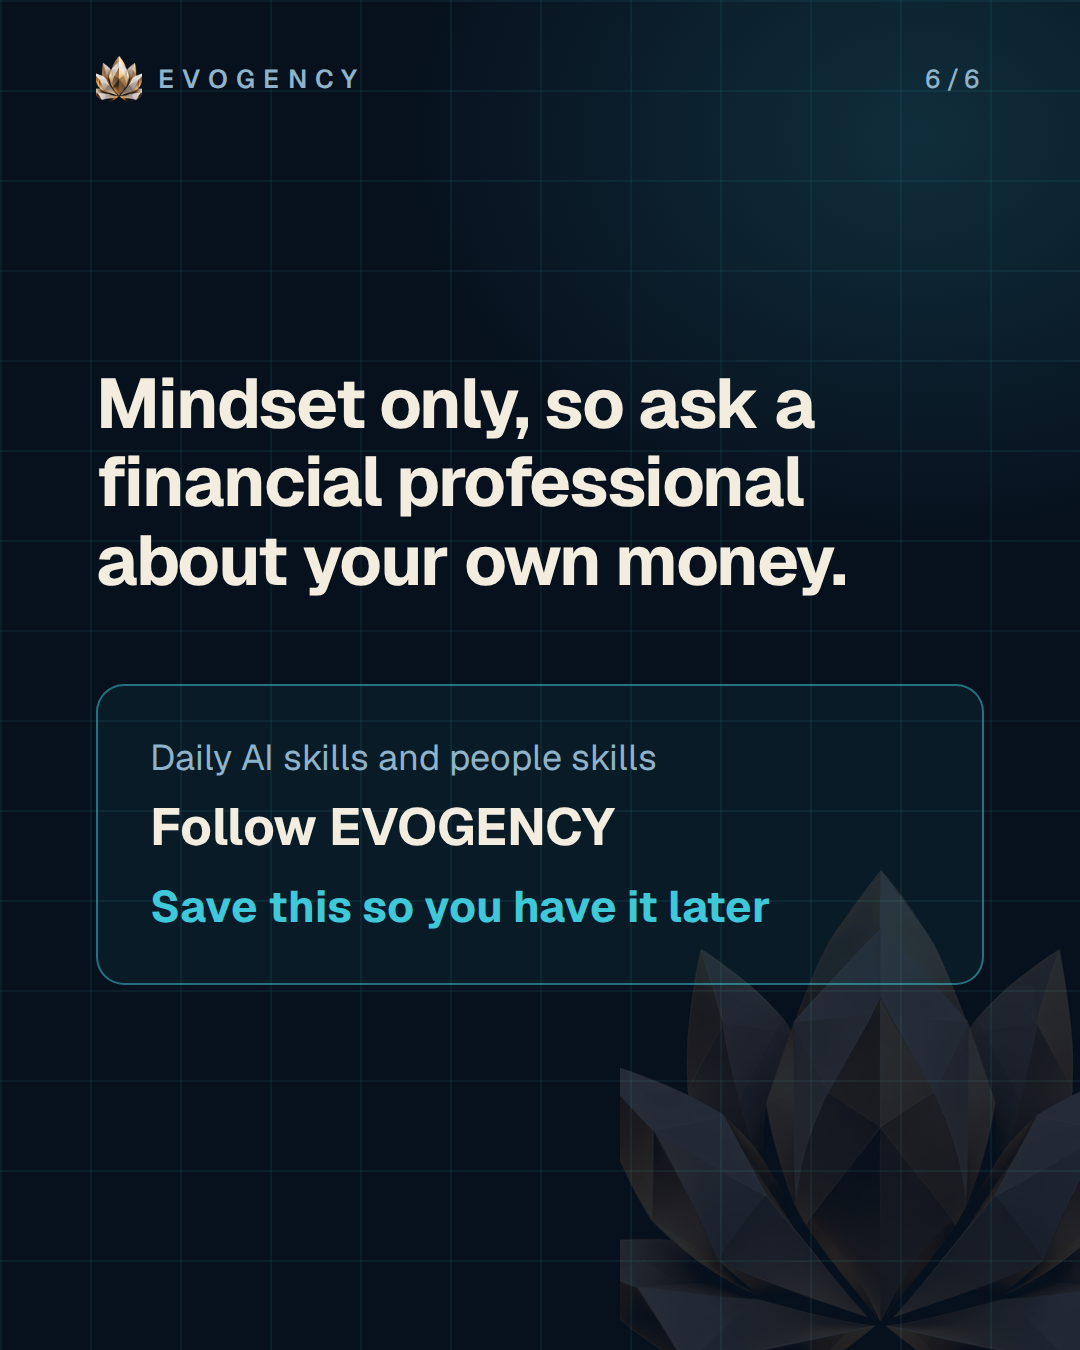 EVOGENCY
6/6
Mindset only, so ask a
financial professional
about your own money.
Daily AI skills and people skills
Follow EVOGENCY
Save this so you have it later